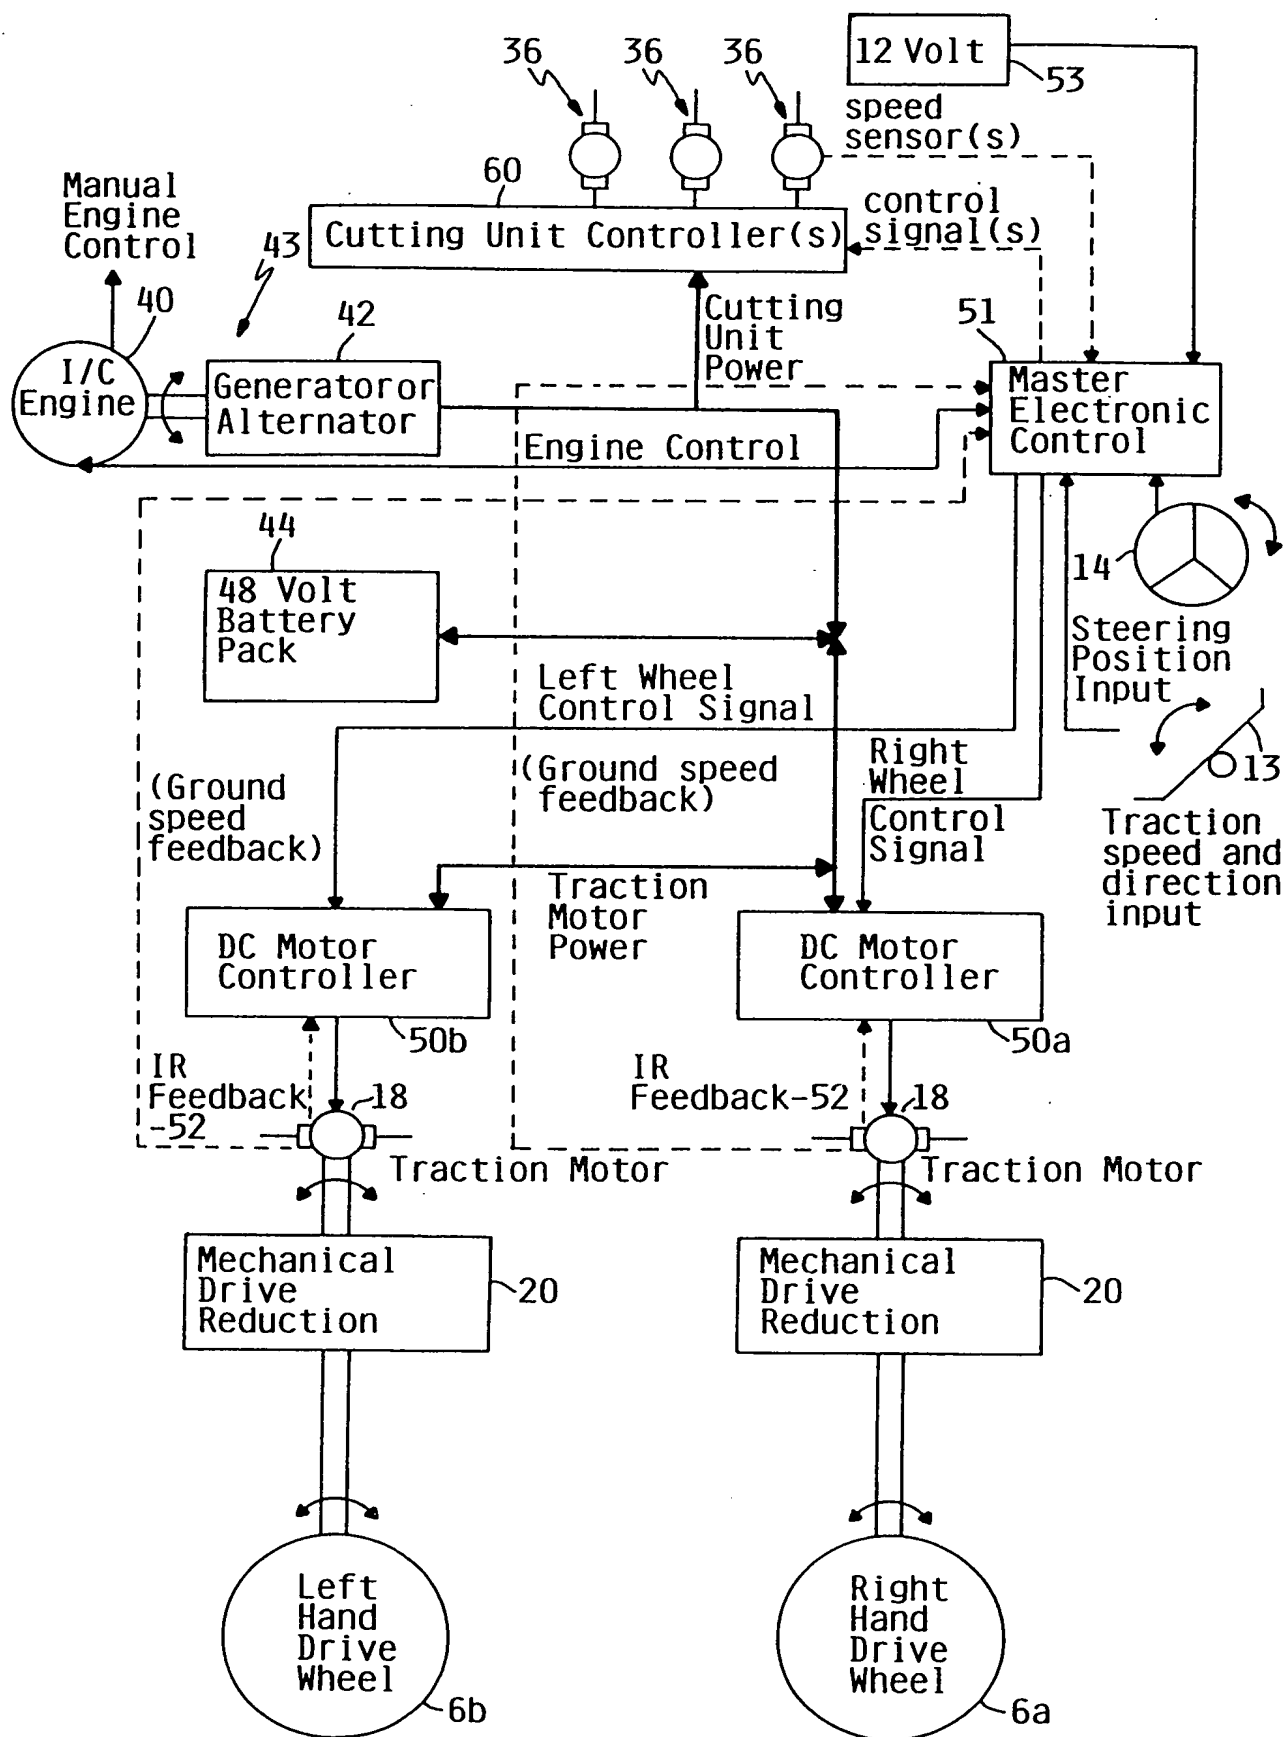 36
36
36
12 Volt
53
speed
sensor(s)
Manual
Engine
Control
60
control
signal(s)
Cutting Unit Controller(s)
43
40
42
Cutting
Unit
Power
51
I/C
Engine
Generatoror
Alternator
Master
Electronic
Control
Engine Control
44
48 Volt
Battery
Pack
14
Steering
Position
Input
Left Wheel
Control Signal
Right
Wheel
Control
Signal
13
(Ground
speed
feedback)
(Ground speed
feedback)
Traction
speed and
direction
input
Traction
Motor
Power
DC Motor
Controller
DC Motor
Controller
50b
50a
IR
Feedback
-52
18
IR
Feedback-52
18
Traction Motor
Traction Motor
Mechanical
Drive
Reduction
20
Mechanical
Drive
Reduction
20
Left
Hand
Drive
Wheel
6b
Right
Hand
Drive
Wheel
6a